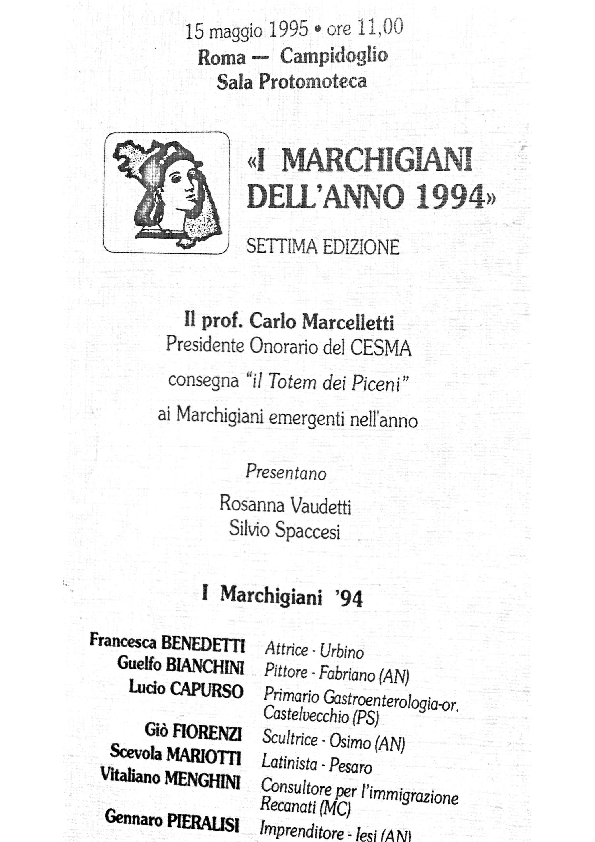 15 maggio 1995 • ore 11,00
Roma — Campidoglio
Sala Protomoteca
«I MARCHIGIANI
DELL'ANNO 1994»
SETTIMA EDIZIONE
Il prof. Carlo Marcelletti
Presidente Onorario del CESMA
consegna "il Totem dei Piceni"
ai Marchigiani emergenti nell'anno
Presentano
Rosanna Vaudetti
Silvio Spaccesi
I Marchigiani '94
Francesca BENEDETTI Attrice - Urbino
Guelfo BIANCHINI Pittore - Fabriano (AN)
Lucio CAPURSO Primario Gastroenterologia-or.
Castelvecchio (PS)
Giò FIORENZI Scultrice - Osimo (AN)
Scevola MARIOTTI Latinista - Pesaro
Vitaliano MENGHINI Consultore per l'immigrazione
Recanati (MC)
Gennaro PIERALISI Imprenditore - Iesi (AN)